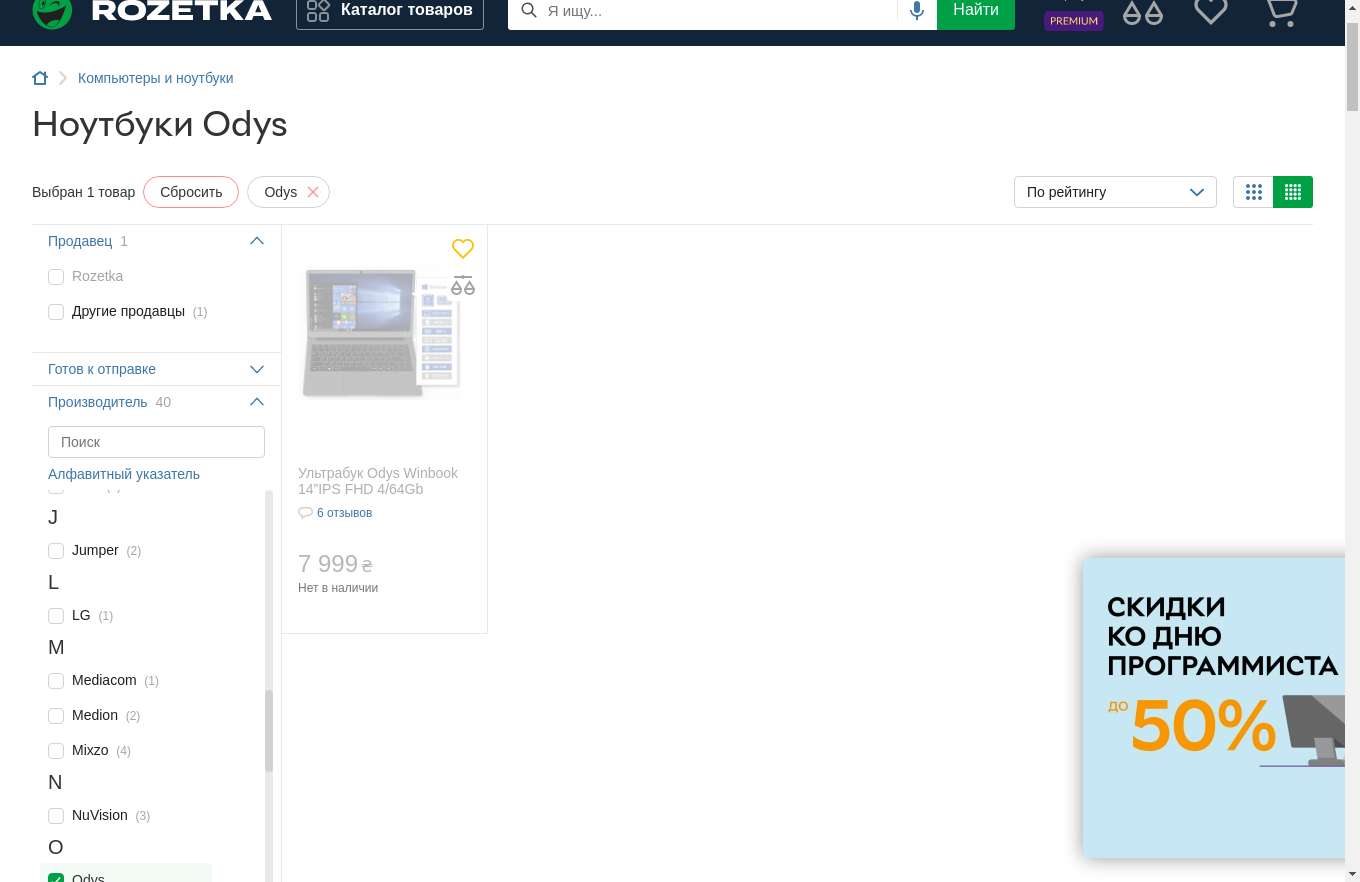 ROZETKA
Каталог товаров
Я ищу...
Найти
PREMIUM
Компьютеры и ноутбуки
Ноутбуки Odys
Выбран 1 товар
Сбросить
Odys
По рейтингу
Продавец 1
Rozetka
Другие продавцы (1)
Готов к отправке
Производитель 40
Поиск
Алфавитный указатель
J
Jumper (2)
L
LG (1)
M
Mediacom (1)
Medion (2)
Mixzo (4)
N
NuVision (3)
O
Odys
Ультрабук Odys Winbook
14"IPS FHD 4/64Gb
6 отзывов
7 999 ₴
Нет в наличии
СКИДКИ
КО ДНЮ
ПРОГРАММИСТА
ДО 50%